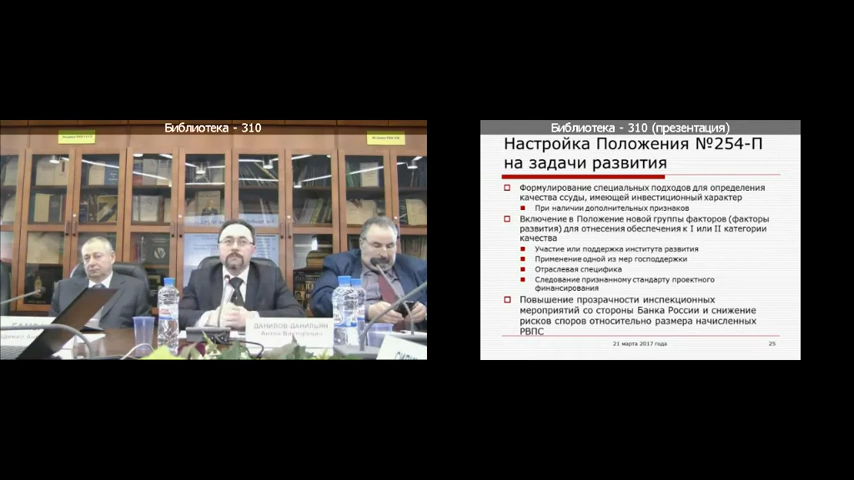 Библиотека - 310
ДАНИЛОВ-ДАНИЛЬЯН
Антон Викторович
Библиотека - 310 (презентация)
Настройка Положения №254-П
на задачи развития
Формулирование специальных подходов для определения
качества ссуды, имеющей инвестиционный характер
При наличии дополнительных признаков
Включение в Положение новой группы факторов (факторы
развития) для отнесения обеспечения к I или II категории
качества
Участие или поддержка института развития
Применение одной из мер господдержки
Отраслевая специфика
Следование признанному стандарту проектного
финансирования
Повышение прозрачности инспекционных
мероприятий со стороны Банка России и снижение
рисков споров относительно размера начисленных
РВПС
21 марта 2017 года
25